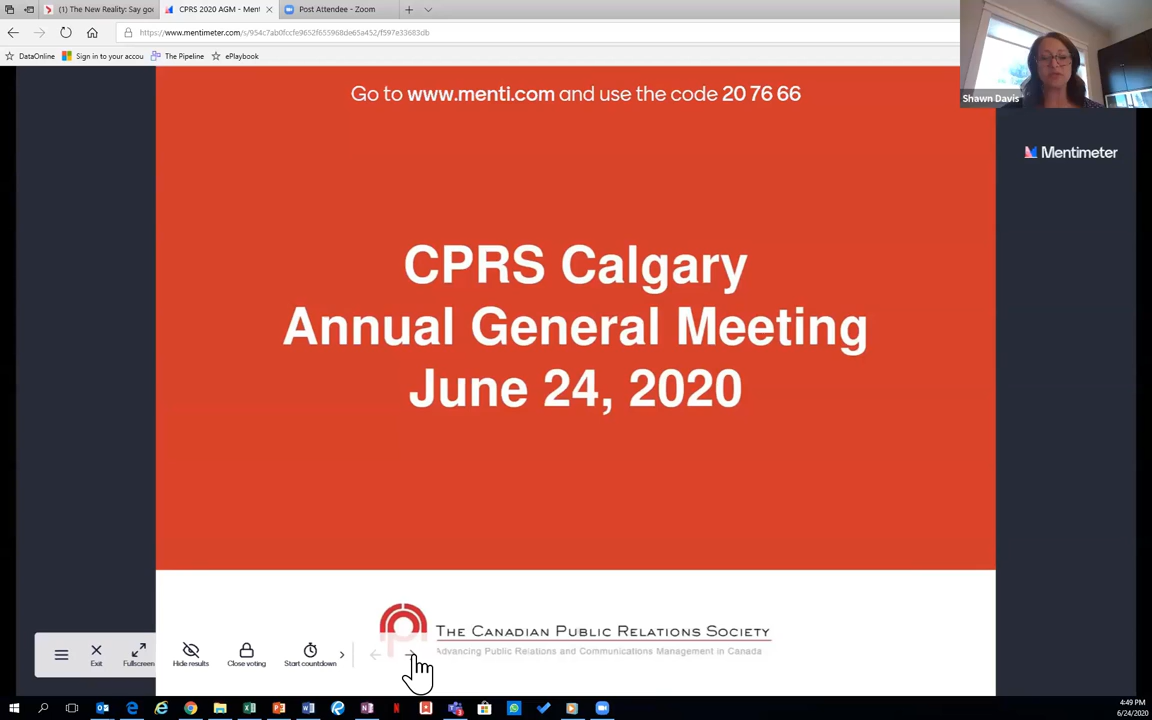 (1) The New Reality: Say goo
CPRS 2020 AGM - Menti
Post Attendee - Zoom
https://www.mentimeter.com/s/954c7ab0fccfe9652f655968de65a452/f597e33683db
DataOnline
Sign in to your accou
The Pipeline
ePlaybook
Shawn Davis
Go to www.menti.com and use the code 20 76 66
Mentimeter
CPRS Calgary
Annual General Meeting
June 24, 2020
THE CANADIAN PUBLIC RELATIONS SOCIETY
Advancing Public Relations and Communications Management in Canada
Exit
Fullscreen
Hide results
Close voting
Start countdown
4:49 PM
6/24/2020